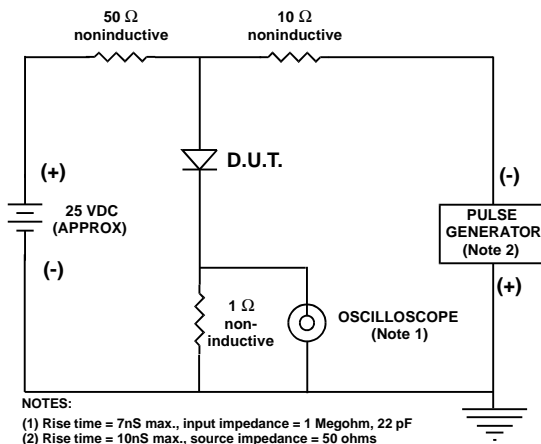 50 Ω
noninductive
10 Ω
noninductive
D.U.T.
(+)
25 VDC
(APPROX)
(-)
(-)
PULSE
GENERATOR
(Note 2)
(+)
1 Ω
non-
inductive
OSCILLOSCOPE
(Note 1)
NOTES:
(1) Rise time = 7nS max., input impedance = 1 Megohm, 22 pF
(2) Rise time = 10nS max., source impedance = 50 ohms